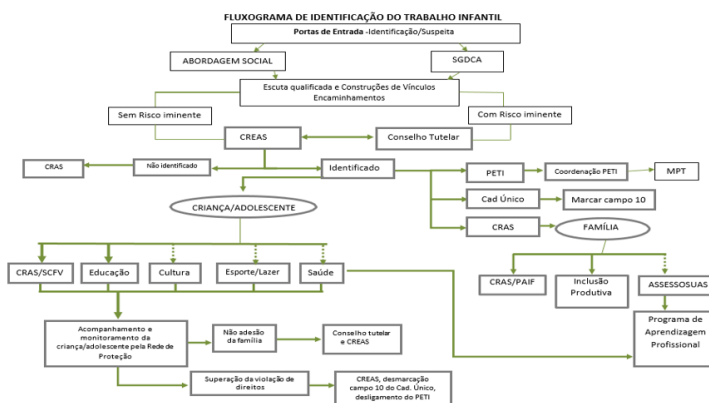 FLUXOGRAMA DE IDENTIFICAÇÃO DO TRABALHO INFANTIL
Portas de Entrada -Identificação/Suspeita
ABORDAGEM SOCIAL
SGDCA
Escuta qualificada e Construções de Vínculos
Encaminhamentos
Sem Risco iminente
Com Risco iminente
CREAS
Conselho Tutelar
CRAS
Não identificado
Identificado
PETI
Coordenação PETI
MPT
Cad Único
Marcar campo 10
CRAS
FAMÍLIA
CRIANÇA/ADOLESCENTE
CRAS/SCFV
Educação
Cultura
Esporte/Lazer
Saúde
CRAS/PAIF
Inclusão
Produtiva
ASSESSOSUAS
Programa de
Aprendizagem
Profissional
Acompanhamento e
monitoramento da
criança/adolescente pela Rede de
Proteção
Não adesão
da família
Conselho tutelar
e CREAS
Superação da violação de
direitos
CREAS, desmarcação
campo 10 do Cad. Único,
desligamento do PETI